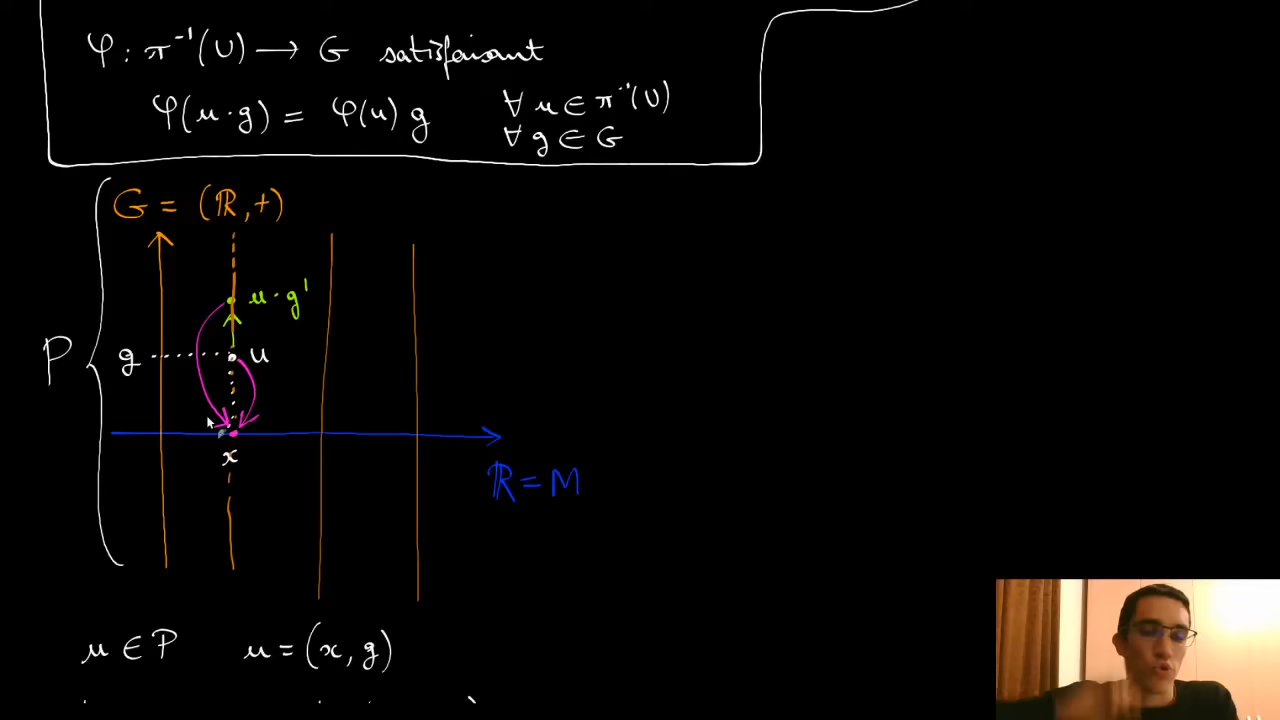 φ : π⁻¹(U) → G satisfaisant
φ(u · g) = φ(u) g ∀ u ∈ π⁻¹(U)
∀ g ∈ G
G = (ℝ, +)
u · g'
P
g
u
x
ℝ = M
u ∈ P u = (x, g)